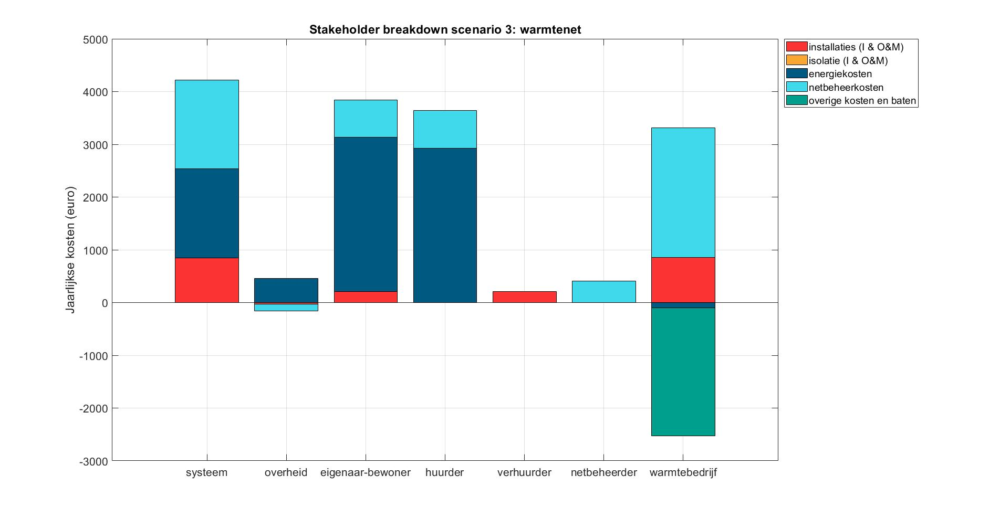 Stakeholder breakdown scenario 3: warmtenet
5000
4000
3000
2000
1000
0
-1000
-2000
-3000
Jaarlijkse kosten (euro)
systeem
overheid
eigenaar-bewoner
huurder
verhuurder
netbeheerder
warmtebedrijf
installaties (I & O&M)
isolatie (I & O&M)
energiekosten
netbeheerkosten
overige kosten en baten